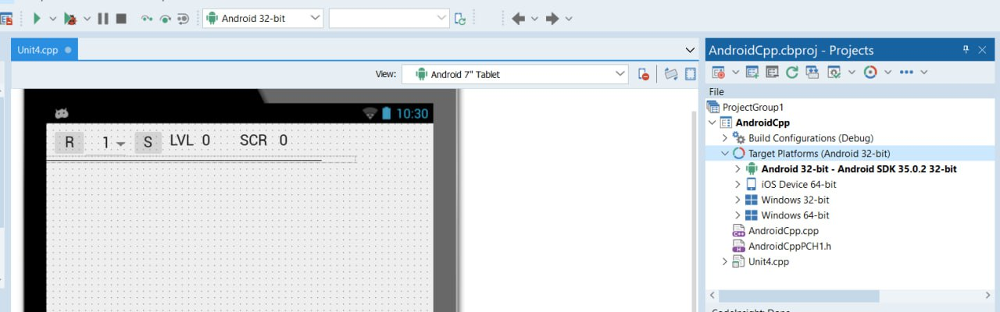 Android 32-bit
Unit4.cpp
AndroidCpp.cbproj - Projects
View: Android 7" Tablet
File
10:30
R 1 S LVL 0 SCR 0
ProjectGroup1
AndroidCpp
Build Configurations (Debug)
Target Platforms (Android 32-bit)
Android 32-bit - Android SDK 35.0.2 32-bit
iOS Device 64-bit
Windows 32-bit
Windows 64-bit
AndroidCpp.cpp
AndroidCppPCH1.h
Unit4.cpp
CodeInsight: Done